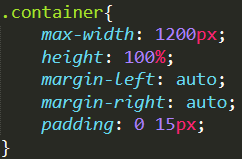 .container{
max-width: 1200px;
height: 100%;
margin-left: auto;
margin-right: auto;
padding: 0 15px;
}